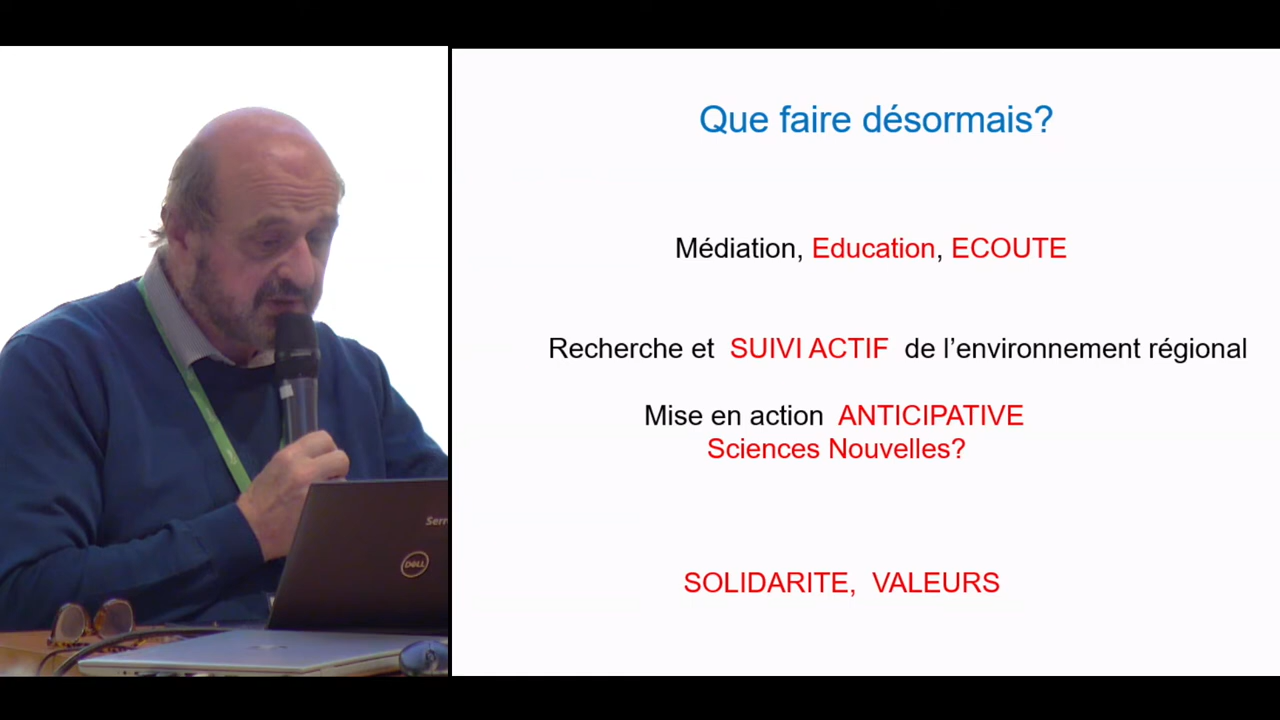 Que faire désormais?
Médiation, Education, ECOUTE
Recherche et SUIVI ACTIF de l'environnement régional
Mise en action ANTICIPATIVE
Sciences Nouvelles?
SOLIDARITE, VALEURS
DELL